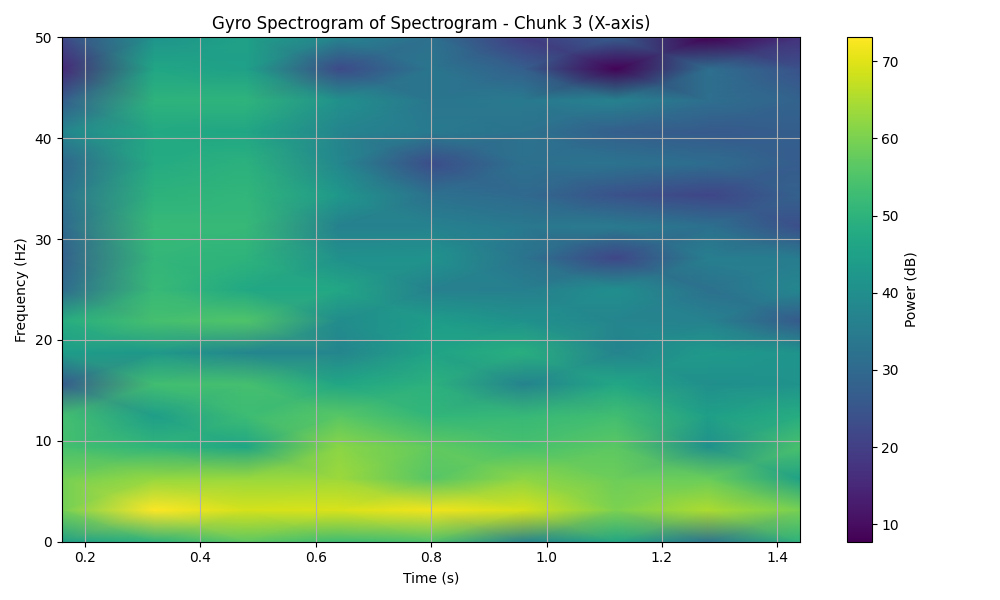 Gyro Spectrogram of Spectrogram - Chunk 3 (X-axis)
Frequency (Hz)
50
40
30
20
10
0
0.2 0.4 0.6 0.8 1.0 1.2 1.4
Time (s)
70
60
50
40
30
20
10
Power (dB)